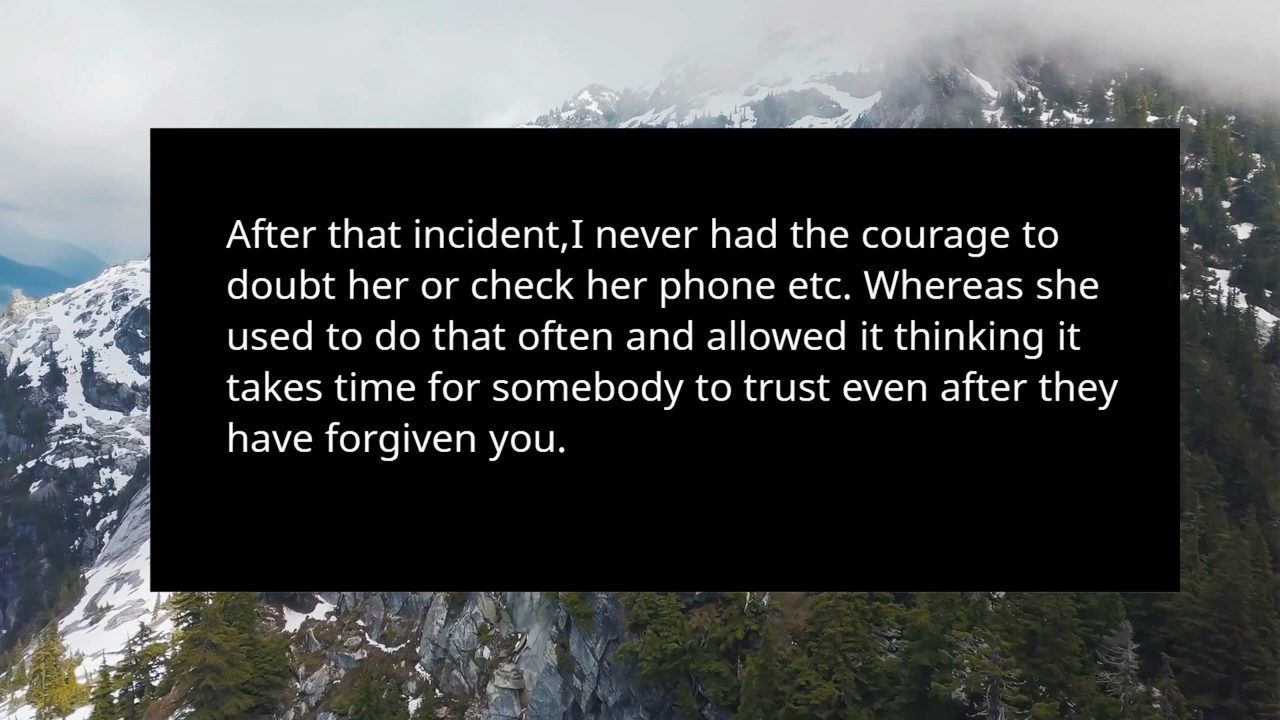 After that incident,I never had the courage to
doubt her or check her phone etc. Whereas she
used to do that often and allowed it thinking it
takes time for somebody to trust even after they
have forgiven you.